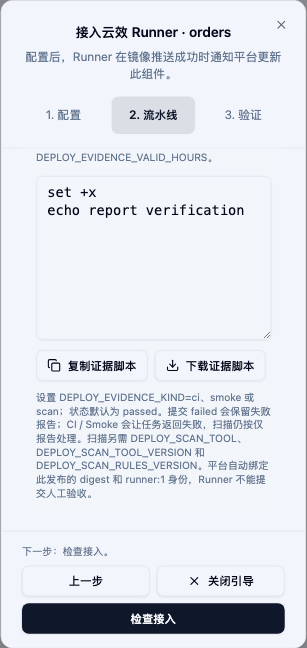 接入云效 Runner · orders
配置后，Runner 在镜像推送成功时通知平台更新
此组件。
1. 配置
2. 流水线
3. 验证
DEPLOY_EVIDENCE_VALID_HOURS。
set +x
echo report verification
复制证据脚本
下载证据脚本
设置 DEPLOY_EVIDENCE_KIND=ci、smoke 或
scan；状态默认为 passed。提交 failed 会保留失败
报告；CI / Smoke 会让任务返回失败，扫描仍按仅
报告处理。扫描另需 DEPLOY_SCAN_TOOL、
DEPLOY_SCAN_TOOL_VERSION 和
DEPLOY_SCAN_RULES_VERSION。平台自动绑定
此发布的 digest 和 runner:1 身份，Runner 不能提
交人工验收。
下一步：检查接入。
上一步
关闭引导
检查接入